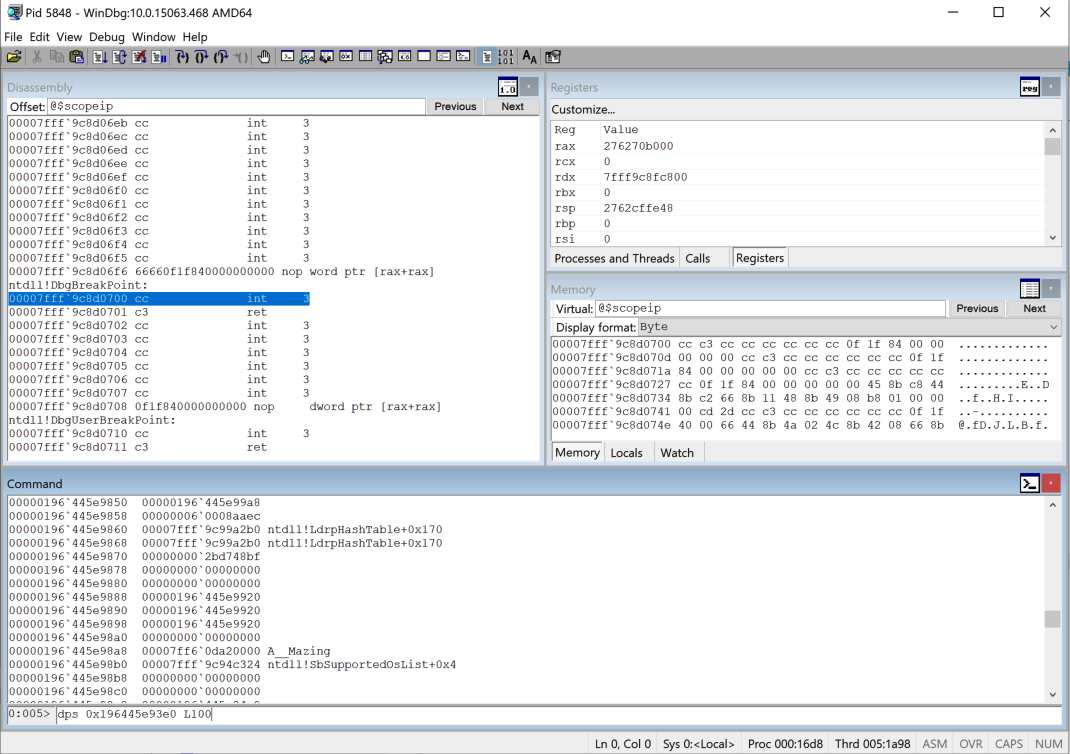 Pid 5848 - WinDbg:10.0.15063.468 AMD64
File Edit View Debug Window Help
Disassembly
Offset: @$scopeip Previous Next
00007fff`9c8d06eb cc int 3
00007fff`9c8d06ec cc int 3
00007fff`9c8d06ed cc int 3
00007fff`9c8d06ee cc int 3
00007fff`9c8d06ef cc int 3
00007fff`9c8d06f0 cc int 3
00007fff`9c8d06f1 cc int 3
00007fff`9c8d06f2 cc int 3
00007fff`9c8d06f3 cc int 3
00007fff`9c8d06f4 cc int 3
00007fff`9c8d06f5 cc int 3
00007fff`9c8d06f6 66660f1f840000000000 nop word ptr [rax+rax]
ntdll!DbgBreakPoint:
00007fff`9c8d0700 cc int 3
00007fff`9c8d0701 c3 ret
00007fff`9c8d0702 cc int 3
00007fff`9c8d0703 cc int 3
00007fff`9c8d0704 cc int 3
00007fff`9c8d0705 cc int 3
00007fff`9c8d0706 cc int 3
00007fff`9c8d0707 cc int 3
00007fff`9c8d0708 0f1f840000000000 nop dword ptr [rax+rax]
ntdll!DbgUserBreakPoint:
00007fff`9c8d0710 cc int 3
00007fff`9c8d0711 c3 ret
Registers
Customize...
Reg Value
rax 276270b000
rcx 0
rdx 7fff9c8fc800
rbx 0
rsp 2762cffe48
rbp 0
rsi 0
Processes and Threads Calls Registers
Memory
Virtual: @$scopeip Previous Next
Display format: Byte
00007fff`9c8d0700 cc c3 cc cc cc cc cc cc 0f 1f 84 00 00 .............
00007fff`9c8d070d 00 00 00 cc c3 cc cc cc cc cc cc 0f 1f .............
00007fff`9c8d071a 84 00 00 00 00 00 cc c3 cc cc cc cc cc .............
00007fff`9c8d0727 cc 0f 1f 84 00 00 00 00 00 45 8b c8 44 .........E..D
00007fff`9c8d0734 8b c2 66 8b 11 48 8b 49 08 b8 01 00 00 ..f..H.I.....
00007fff`9c8d0741 00 cd 2d cc c3 cc cc cc cc cc cc 0f 1f ..-..........
00007fff`9c8d074e 40 00 66 44 8b 4a 02 4c 8b 42 08 66 8b @.fD.J.L.B.f.
Memory Locals Watch
Command
00000196`445e9850 00000196`445e99a8
00000196`445e9858 00000006`0008aaec
00000196`445e9860 00007fff`9c99a2b0 ntdll!LdrpHashTable+0x170
00000196`445e9868 00007fff`9c99a2b0 ntdll!LdrpHashTable+0x170
00000196`445e9870 00000000`2bd748bf
00000196`445e9878 00000000`00000000
00000196`445e9880 00000000`00000000
00000196`445e9888 00000196`445e9920
00000196`445e9890 00000196`445e9920
00000196`445e9898 00000196`445e9920
00000196`445e98a0 00000000`00000000
00000196`445e98a8 00007ff6`0da20000 A__Mazing
00000196`445e98b0 00007fff`9c94c324 ntdll!SbSupportedOsList+0x4
00000196`445e98b8 00000000`00000000
00000196`445e98c0 00000000`00000000
0:005> dps 0x196445e93e0 L100
Ln 0, Col 0 Sys 0:<Local> Proc 000:16d8 Thrd 005:1a98 ASM OVR CAPS NUM